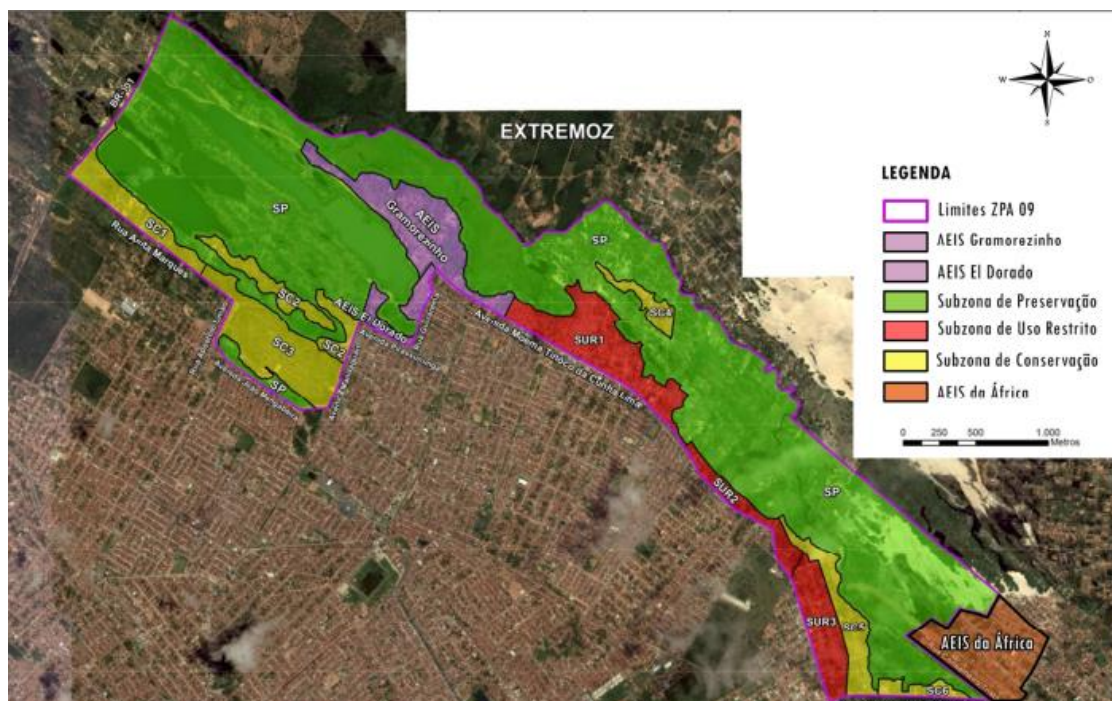 N
W
O
S
EXTREMOZ
BR-101
LEGENDA
Limites ZPA 09
AEIS Gramorezinho
AEIS El Dorado
Subzona de Preservação
Subzona de Uso Restrito
Subzona de Conservação
AEIS da África
0 250 500 1.000
Metros
SP
AEIS
Gramorezinho
SP
SC1
Rua Anita Marques
SC2
SC4
AEIS El Dorado
SC3
SC2
SUR1
Avenida Moema Tinoco da Cunha Lima
SP
SUR2
SP
SUR3
SC5
AEIS da África
SC6